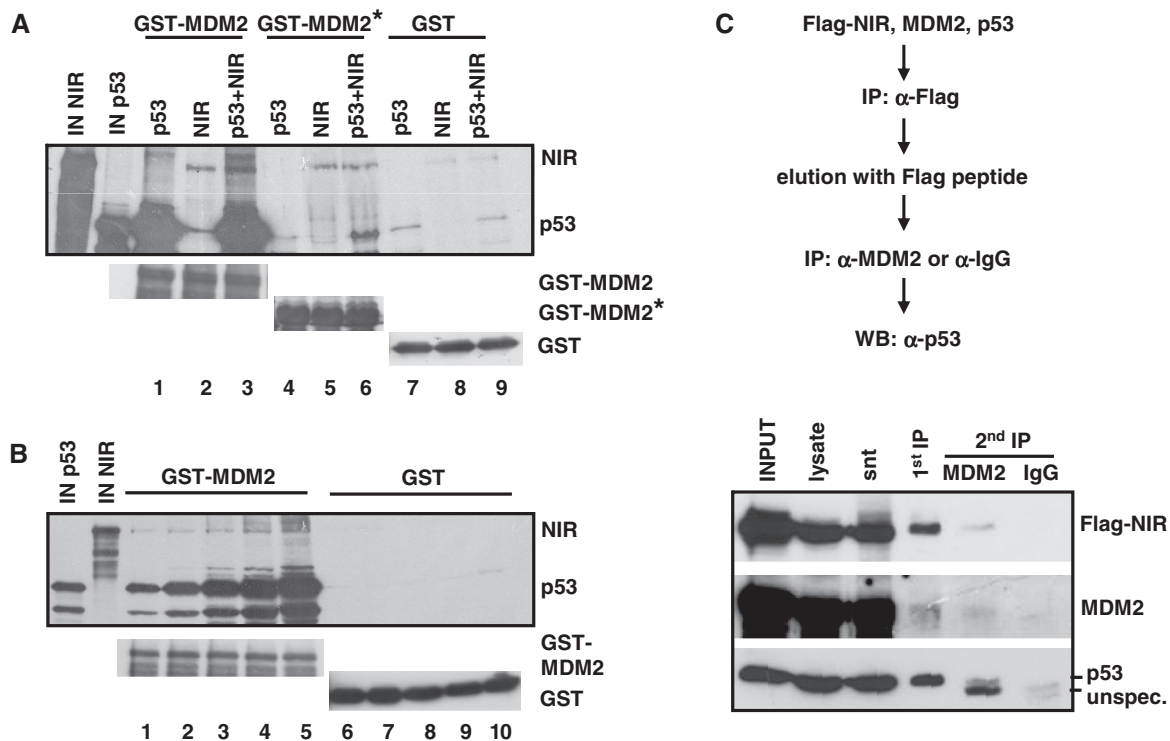 A
GST-MDM2 GST-MDM2* GST
IN NIR IN p53 p53 NIR p53+NIR p53 NIR p53+NIR p53 NIR p53+NIR
NIR
p53
GST-MDM2
GST-MDM2*
GST
1 2 3 4 5 6 7 8 9
B
IN p53 IN NIR GST-MDM2 GST
NIR
p53
GST-
MDM2
GST
1 2 3 4 5 6 7 8 9 10
C
Flag-NIR, MDM2, p53
IP: α-Flag
elution with Flag peptide
IP: α-MDM2 or α-IgG
WB: α-p53
INPUT lysate snt 1st IP 2nd IP
MDM2 IgG
Flag-NIR
MDM2
p53
unspec.